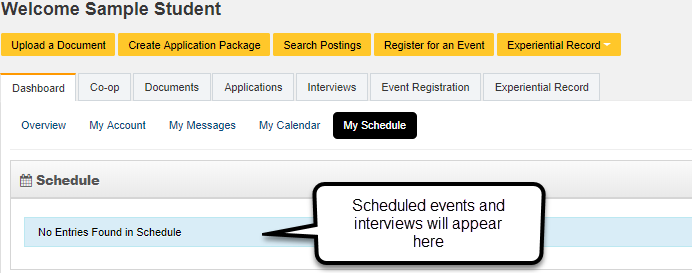 Welcome Sample Student
Upload a Document Create Application Package Search Postings Register for an Event Experiential Record
Dashboard Co-op Documents Applications Interviews Event Registration Experiential Record
Overview My Account My Messages My Calendar My Schedule
Schedule
No Entries Found in Schedule
Scheduled events and
interviews will appear
here